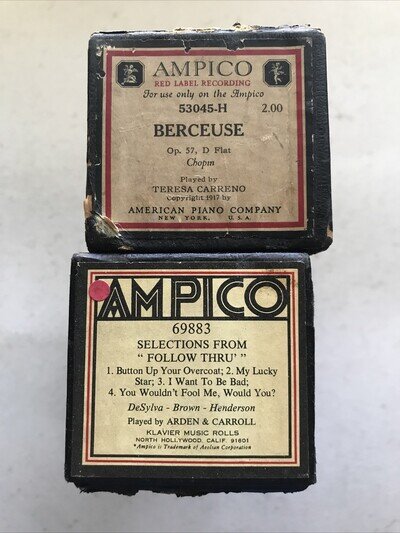 AMPICO
RED LABEL RECORDING
For use only on the Ampico
53045-H 2.00
BERCEUSE
Op. 57, D Flat
Chopin
Played by
TERESA CARRENO
Copyright 1917 by
AMERICAN PIANO COMPANY
NEW YORK, U.S.A.
AMPICO
69883
SELECTIONS FROM
"FOLLOW THRU'"
1. Button Up Your Overcoat; 2. My Lucky
Star; 3. I Want To Be Bad;
4. You Wouldn't Fool Me, Would You?
DeSylva - Brown - Henderson
Played by ARDEN & CARROLL
KLAVIER MUSIC ROLLS
NORTH HOLLYWOOD, CALIF. 91601
*Ampico is Trademark of Aeolian Corporation